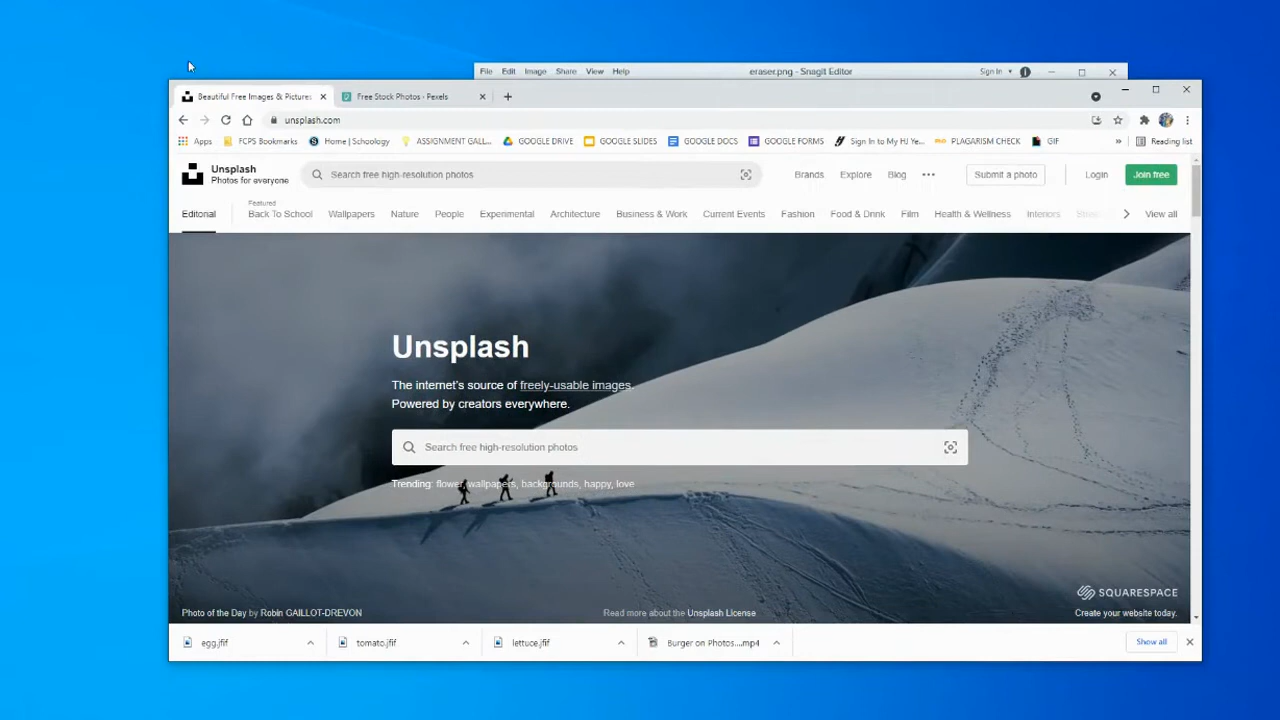 File Edit Image Share View Help eraser.png - Snagit Editor Sign In
Beautiful Free Images & Pictures Free Stock Photos - Pexels
unsplash.com
Apps FCPS Bookmarks Home | Schoology ASSIGNMENT GALL... GOOGLE DRIVE GOOGLE SLIDES GOOGLE DOCS GOOGLE FORMS Sign In to My HJ Ye... PLAGARISM CHECK GIF » Reading list
Unsplash
Photos for everyone
Search free high-resolution photos
Brands Explore Blog ••• Submit a photo Login Join free
Featured
Editorial Back To School Wallpapers Nature People Experimental Architecture Business & Work Current Events Fashion Food & Drink Film Health & Wellness Interiors View all
Unsplash
The internet's source of freely-usable images.
Powered by creators everywhere.
Search free high-resolution photos
Trending: flower, wallpapers, backgrounds, happy, love
SQUARESPACE
Photo of the Day by Robin GAILLOT-DREVON Read more about the Unsplash License Create your website today.
egg.jfif tomato.jfif lettuce.jfif Burger on Photos....mp4 Show all